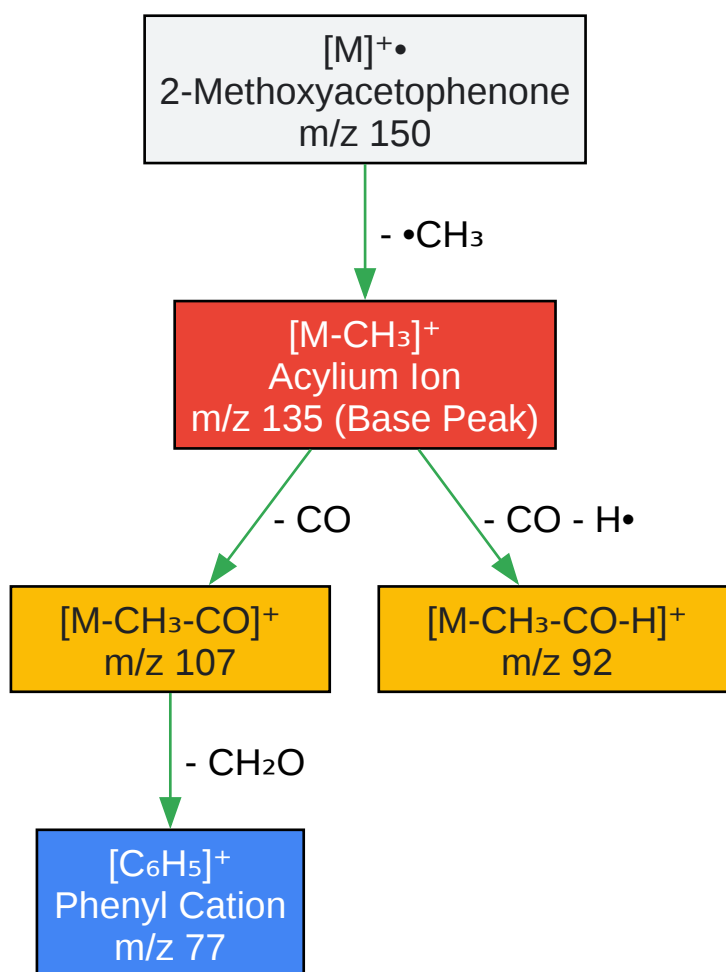 [M]⁺•
2-Methoxyacetophenone
m/z 150
- •CH₃
[M-CH₃]⁺
Acylium Ion
m/z 135 (Base Peak)
- CO
- CO - H•
[M-CH₃-CO]⁺
m/z 107
[M-CH₃-CO-H]⁺
m/z 92
- CH₂O
[C₆H₅]⁺
Phenyl Cation
m/z 77